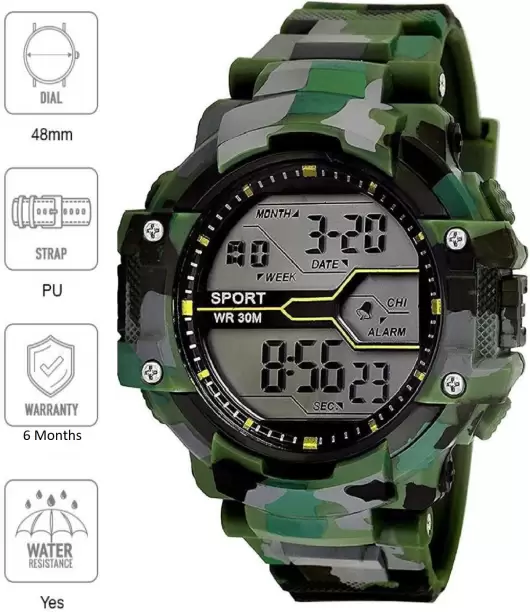 DIAL
48mm
STRAP
PU
WARRANTY
6 Months
WATER
RESISTANCE
Yes
MONTH
3-20
DATE
WEEK
SPORT
WR 30M
CHI
ALARM
8:56 23
SEC